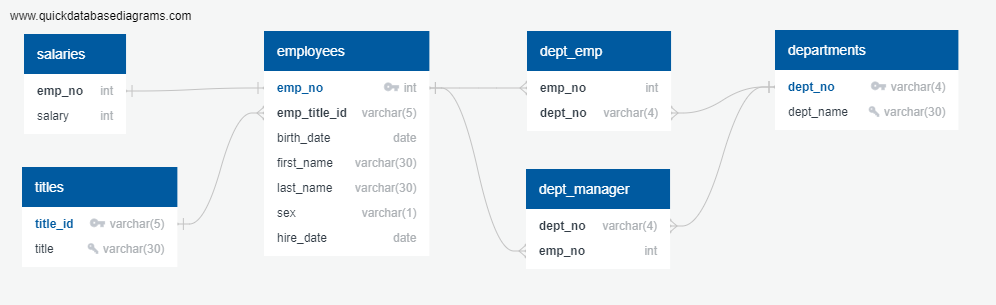 www.quickdatabasediagrams.com
salaries
emp_no int
salary int
titles
title_id varchar(5)
title varchar(30)
employees
emp_no int
emp_title_id varchar(5)
birth_date date
first_name varchar(30)
last_name varchar(30)
sex varchar(1)
hire_date date
dept_emp
emp_no int
dept_no varchar(4)
dept_manager
dept_no varchar(4)
emp_no int
departments
dept_no varchar(4)
dept_name varchar(30)